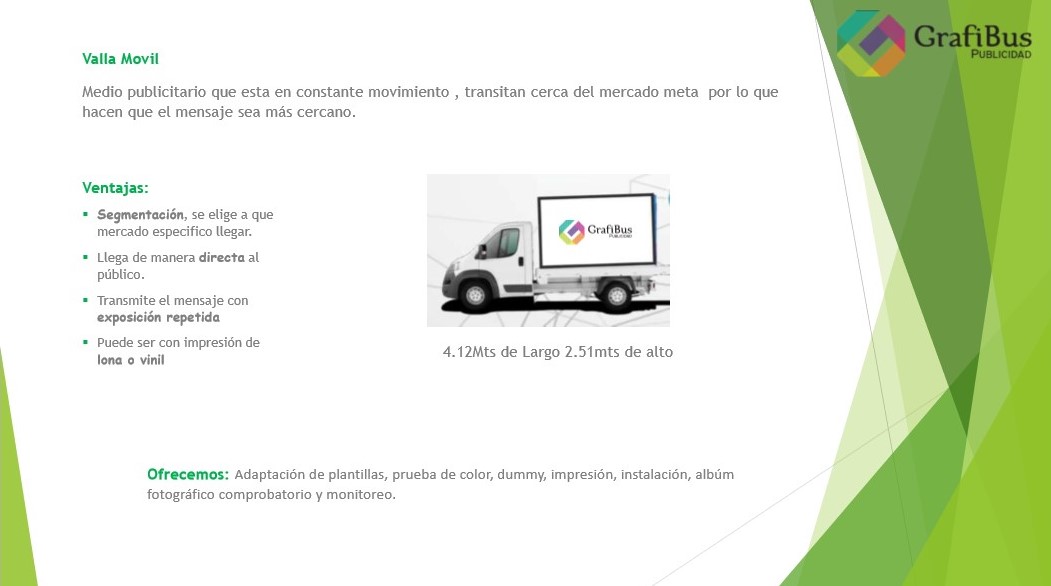 GrafiBus
PUBLICIDAD
Valla Movil
Medio publicitario que esta en constante movimiento , transitan cerca del mercado meta  por lo que
hacen que el mensaje sea más cercano.
Ventajas:
Segmentación, se elige a que
mercado especifico llegar.
Llega de manera directa al
público.
Transmite el mensaje con
exposición repetida
Puede ser con impresión de
lona o vinil
GrafiBus
PUBLICIDAD
4.12Mts de Largo 2.51mts de alto
Ofrecemos: Adaptación de plantillas, prueba de color, dummy, impresión, instalación, albúm
fotográfico comprobatorio y monitoreo.